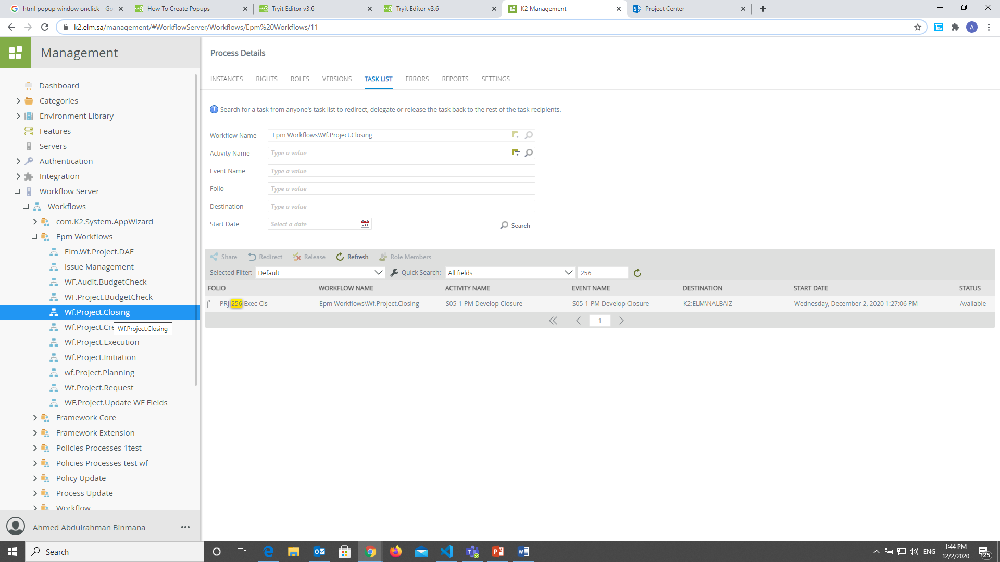 html popup window onclick - Go
How To Create Popups
Tryit Editor v3.6
Tryit Editor v3.6
K2 Management
Project Center
k2.elm.sa/management/#WorkflowServer/Workflows/Epm%20Workflows/11
A
Management
Dashboard
Categories
Environment Library
Features
Servers
Authentication
Integration
Workflow Server
Workflows
com.K2.System.AppWizard
Epm Workflows
Elm.Wf.Project.DAF
Issue Management
WF.Audit.BudgetCheck
WF.Project.BudgetCheck
Wf.Project.Closing
Wf.Project.Cre
Wf.Project.Closing
Wf.Project.Execution
Wf.Project.Initiation
wf.Project.Planning
Wf.Project.Request
WF.Project.Update WF Fields
Framework Core
Framework Extension
Policies Processes 1test
Policies Processes test wf
Policy Update
Process Update
Workflow
Ahmed Abdulrahman Binmana
Process Details
INSTANCES RIGHTS ROLES VERSIONS TASK LIST ERRORS REPORTS SETTINGS
Search for a task from anyone's task list to redirect, delegate or release the task back to the rest of the task recipients.
Workflow Name Epm Workflows\Wf.Project.Closing
Activity Name Type a value
Event Name Type a value
Folio Type a value
Destination Type a value
Start Date Select a date Search
Share Redirect Release Refresh Role Members
Selected Filter: Default Quick Search: All fields 256
FOLIO WORKFLOW NAME ACTIVITY NAME EVENT NAME DESTINATION START DATE STATUS
PRJ-256-Exec-Cls Epm Workflows\Wf.Project.Closing S05-1-PM Develop Closure S05-1-PM Develop Closure K2:ELM\NALBAIZ Wednesday, December 2, 2020 1:27:06 PM Available
1
Search
ENG
1:44 PM
12/2/2020
25